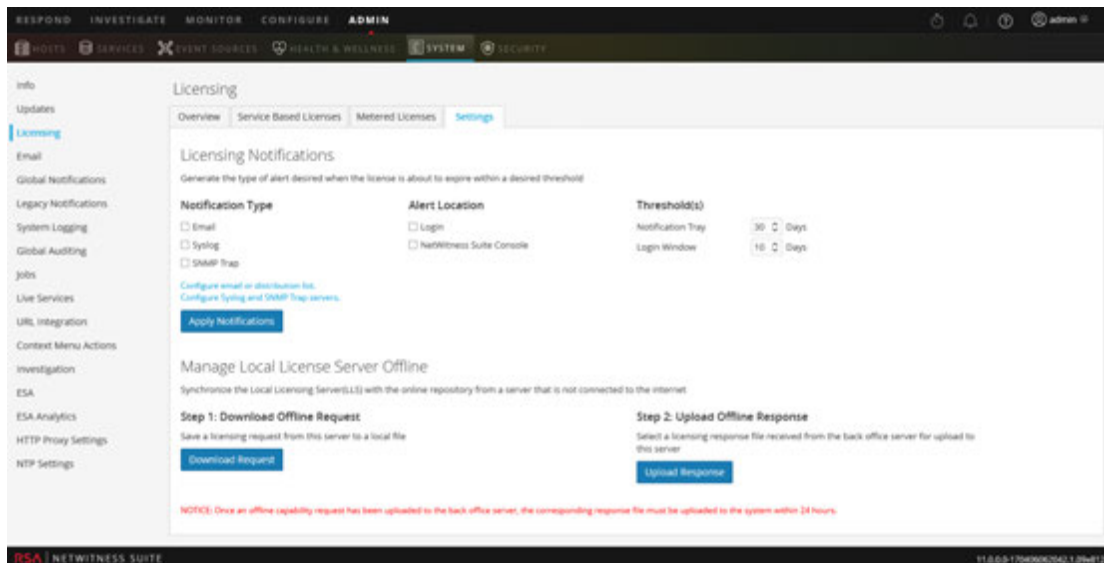 RESPOND INVESTIGATE MONITOR CONFIGURE ADMIN
admin
HOSTS SERVICES EVENT SOURCES HEALTH & WELLNESS SYSTEM SECURITY
Info
Updates
Licensing
Email
Global Notifications
Legacy Notifications
System Logging
Global Auditing
Jobs
Live Services
URL Integration
Context Menu Actions
Investigation
ESA
ESA Analytics
HTTP Proxy Settings
NTP Settings
Licensing
Overview Service Based Licenses Metered Licenses Settings
Licensing Notifications
Generate the type of alert desired when the license is about to expire within a desired threshold
Notification Type Alert Location Threshold(s)
Email Login Notification Tray 30 Days
Syslog NetWitness Suite Console Login Window 10 Days
SNMP Trap
Configure email or distribution list.
Configure Syslog and SNMP Trap servers.
Apply Notifications
Manage Local License Server Offline
Synchronize the Local Licensing Server(LLS) with the online repository from a server that is not connected to the internet
Step 1: Download Offline Request
Save a licensing request from this server to a local file
Download Request
Step 2: Upload Offline Response
Select a licensing response file received from the back office server for upload to
this server
Upload Response
NOTICE: Once an offline capability request has been uploaded to the back office server, the corresponding response file must be uploaded to the system within 24 hours.
RSA NETWITNESS SUITE